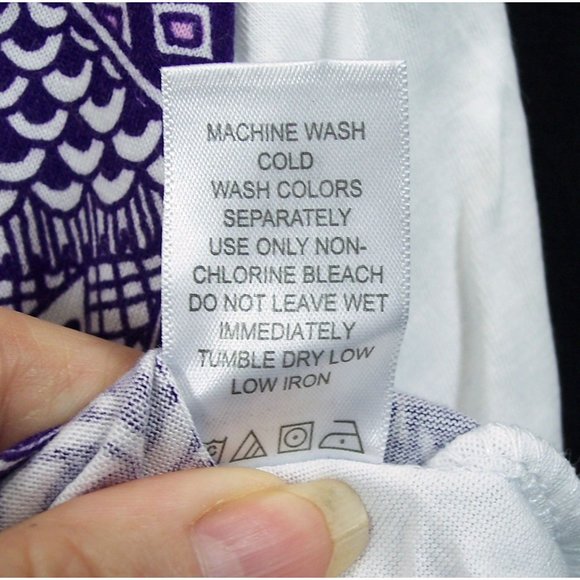 MACHINE WASH
COLD
WASH COLORS
SEPARATELY
USE ONLY NON-
CHLORINE BLEACH
DO NOT LEAVE WET
IMMEDIATELY
TUMBLE DRY LOW
LOW IRON